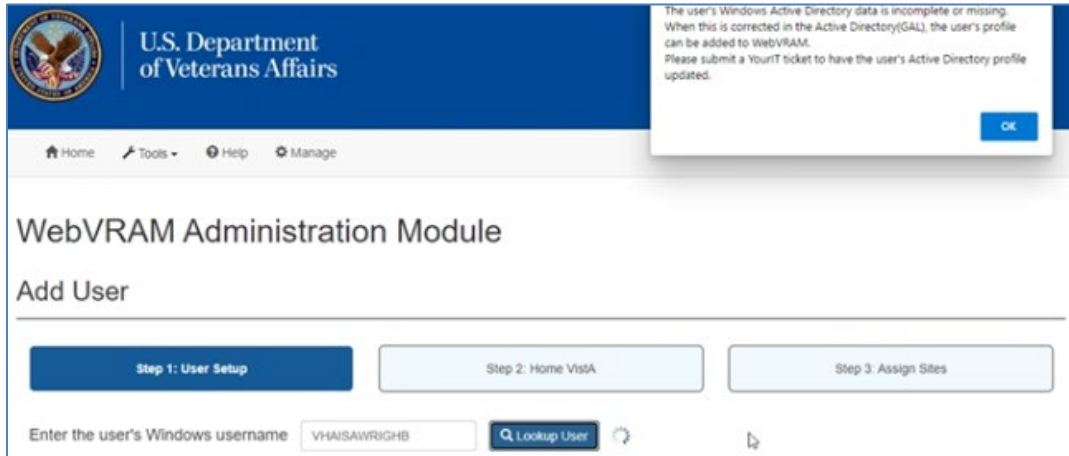 The user's Windows Active Directory data is incomplete or missing.
When this is corrected in the Active Directory(GAL), the user's profile
can be added to WebVRAM.
Please submit a YourIT ticket to have the user's Active Directory profile
updated.
OK
U.S. Department
of Veterans Affairs
Home Tools Help Manage
WebVRAM Administration Module
Add User
Step 1: User Setup Step 2: Home VistA Step 3: Assign Sites
Enter the user's Windows username VHAISAWRIGHB Lookup User